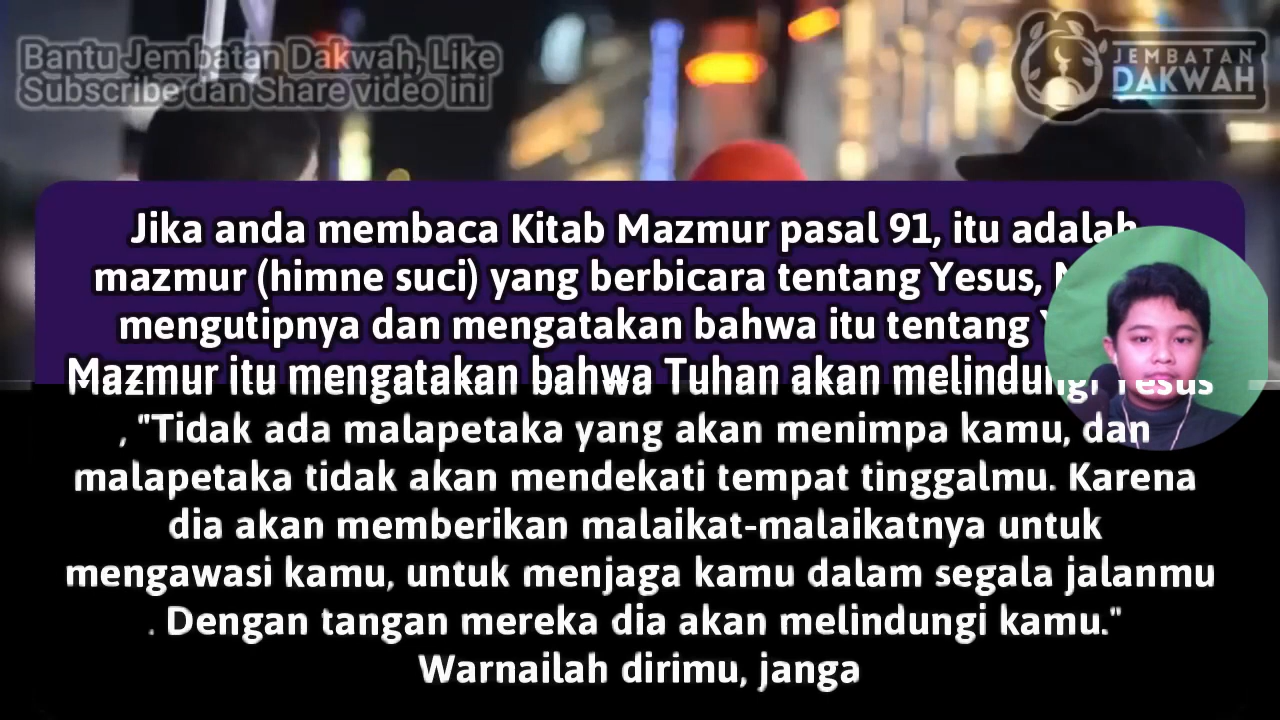 Bantu Jembatan Dakwah, Like
Subscribe dan Share video ini
JEMBATAN
DAKWAH
Jika anda membaca Kitab Mazmur pasal 91, itu adalah
mazmur (himne suci) yang berbicara tentang Yesus,
mengutipnya dan mengatakan bahwa itu tentang
Mazmur itu mengatakan bahwa Tuhan akan melindungi Yesus
, "Tidak ada malapetaka yang akan menimpa kamu, dan
malapetaka tidak akan mendekati tempat tinggalmu. Karena
dia akan memberikan malaikat-malaikatnya untuk
mengawasi kamu, untuk menjaga kamu dalam segala jalanmu
. Dengan tangan mereka dia akan melindungi kamu."
Warnailah dirimu, janga